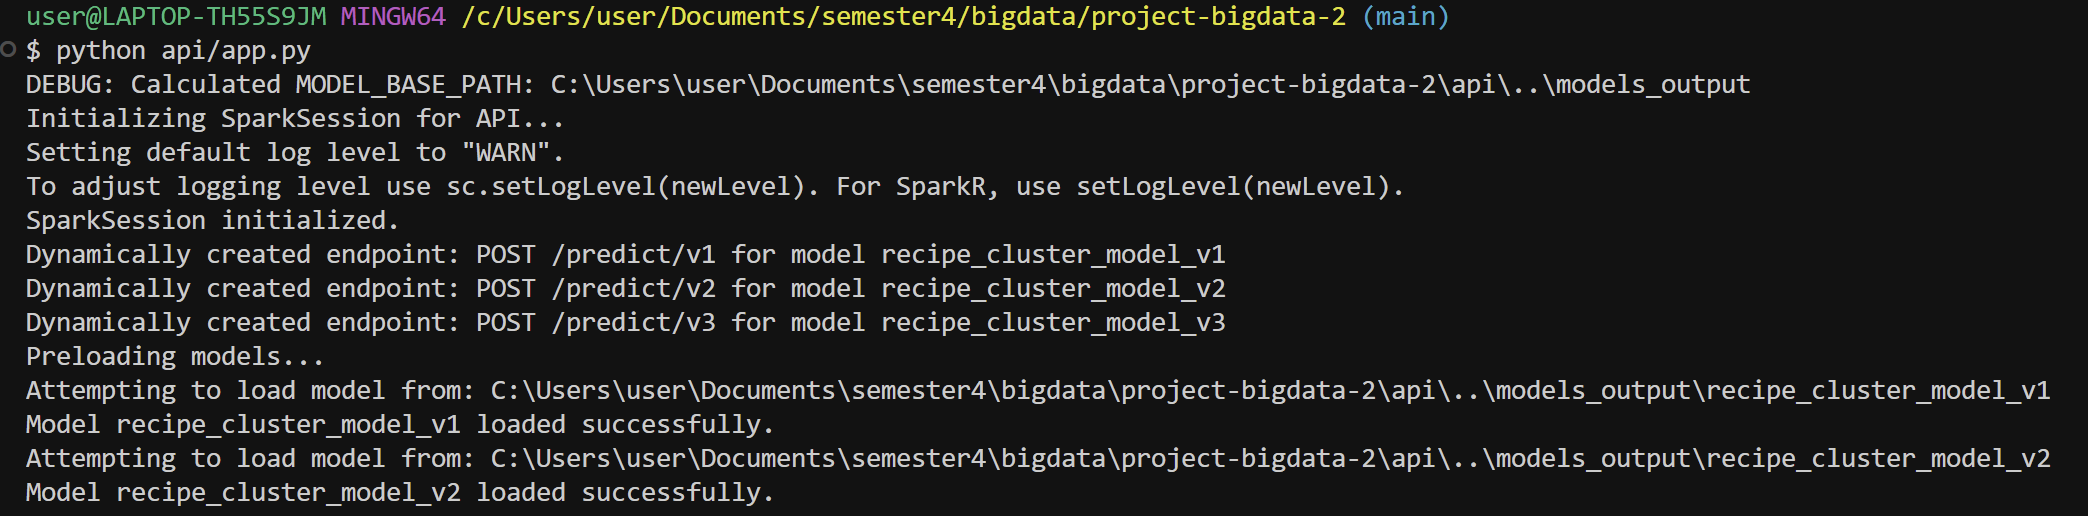 user@LAPTOP-TH55S9JM MINGW64 /c/Users/user/Documents/semester4/bigdata/project-bigdata-2 (main)
$ python api/app.py
DEBUG: Calculated MODEL_BASE_PATH: C:\Users\user\Documents\semester4\bigdata\project-bigdata-2\api\..\models_output
Initializing SparkSession for API...
Setting default log level to "WARN".
To adjust logging level use sc.setLogLevel(newLevel). For SparkR, use setLogLevel(newLevel).
SparkSession initialized.
Dynamically created endpoint: POST /predict/v1 for model recipe_cluster_model_v1
Dynamically created endpoint: POST /predict/v2 for model recipe_cluster_model_v2
Dynamically created endpoint: POST /predict/v3 for model recipe_cluster_model_v3
Preloading models...
Attempting to load model from: C:\Users\user\Documents\semester4\bigdata\project-bigdata-2\api\..\models_output\recipe_cluster_model_v1
Model recipe_cluster_model_v1 loaded successfully.
Attempting to load model from: C:\Users\user\Documents\semester4\bigdata\project-bigdata-2\api\..\models_output\recipe_cluster_model_v2
Model recipe_cluster_model_v2 loaded successfully.